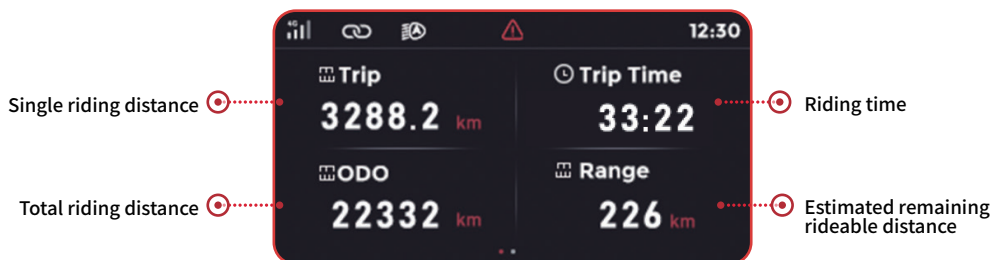 4G
12:30
Trip
Trip Time
Single riding distance
3288.2 km
33:22
Riding time
ODO
Range
Total riding distance
22332 km
226 km
Estimated remaining
rideable distance